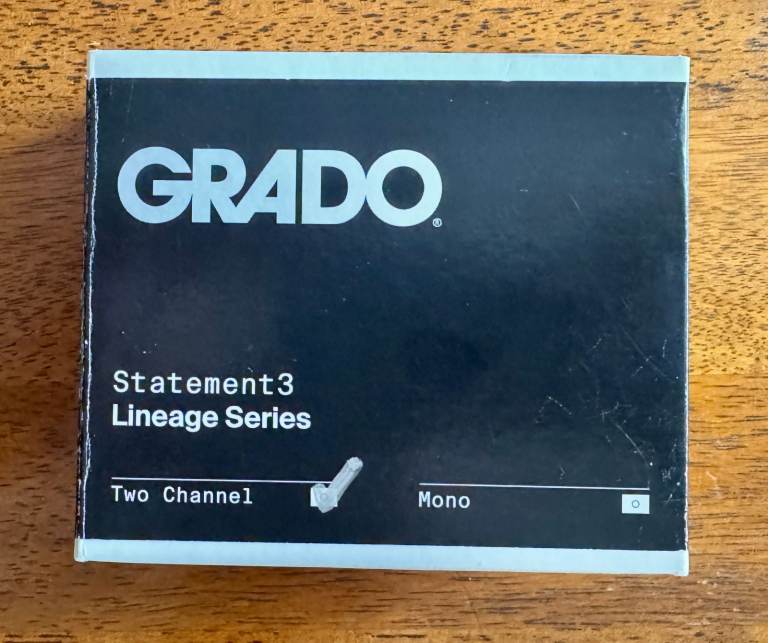 GRADO®
Statement3
Lineage Series
Two Channel
Mono